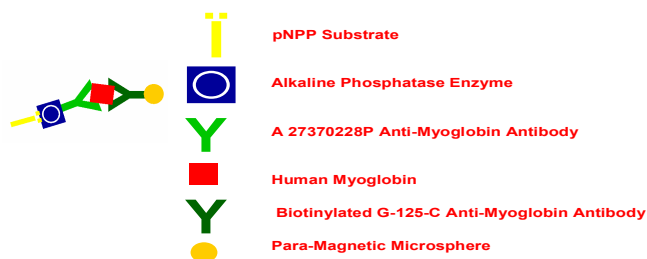 pNPP Substrate
Alkaline Phosphatase Enzyme
A 27370228P Anti-Myoglobin Antibody
Human Myoglobin
Biotinylated G-125-C Anti-Myoglobin Antibody
Para-Magnetic Microsphere